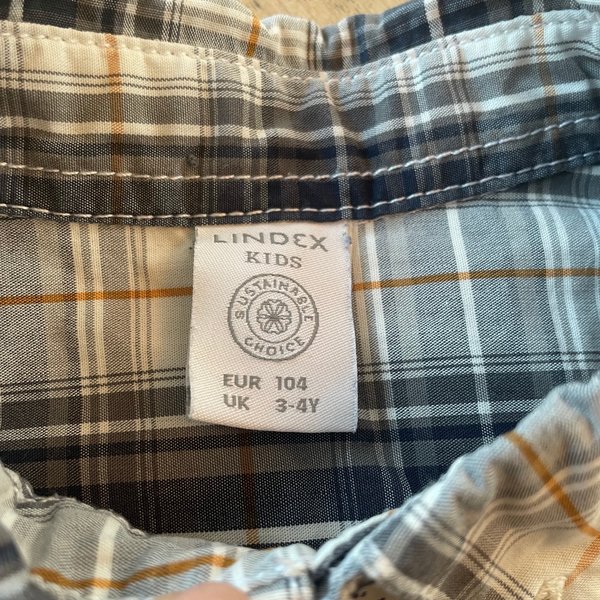 LINDEX
KIDS
SUSTAINABLE
CHOICE
EUR 104
UK 3-4Y